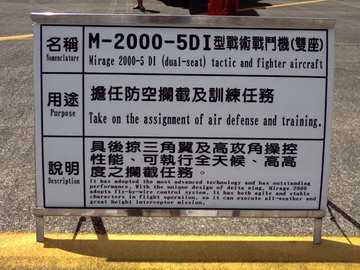 名稱
Nomenclature
M-2000-5DI型戰術戰鬥機(雙座)
Mirage 2000-5 DI (dual-seat) tactic and fighter aircraft
用途
Purpose
擔任防空攔截及訓練任務
Take on the assignment of air defense and training.
說明
Description
具後掠三角翼及高攻角操控
性能、可執行全天候、高高
度之攔截任務。
It has adopted the most advanced technology and has outstanding
performance. With the unique design of delta wing, Mirage 2000
adopts fly-by-wire control system. It has both agile and stable
characters in flight operation, so it can execute all-weather and
great height interceptor mission.